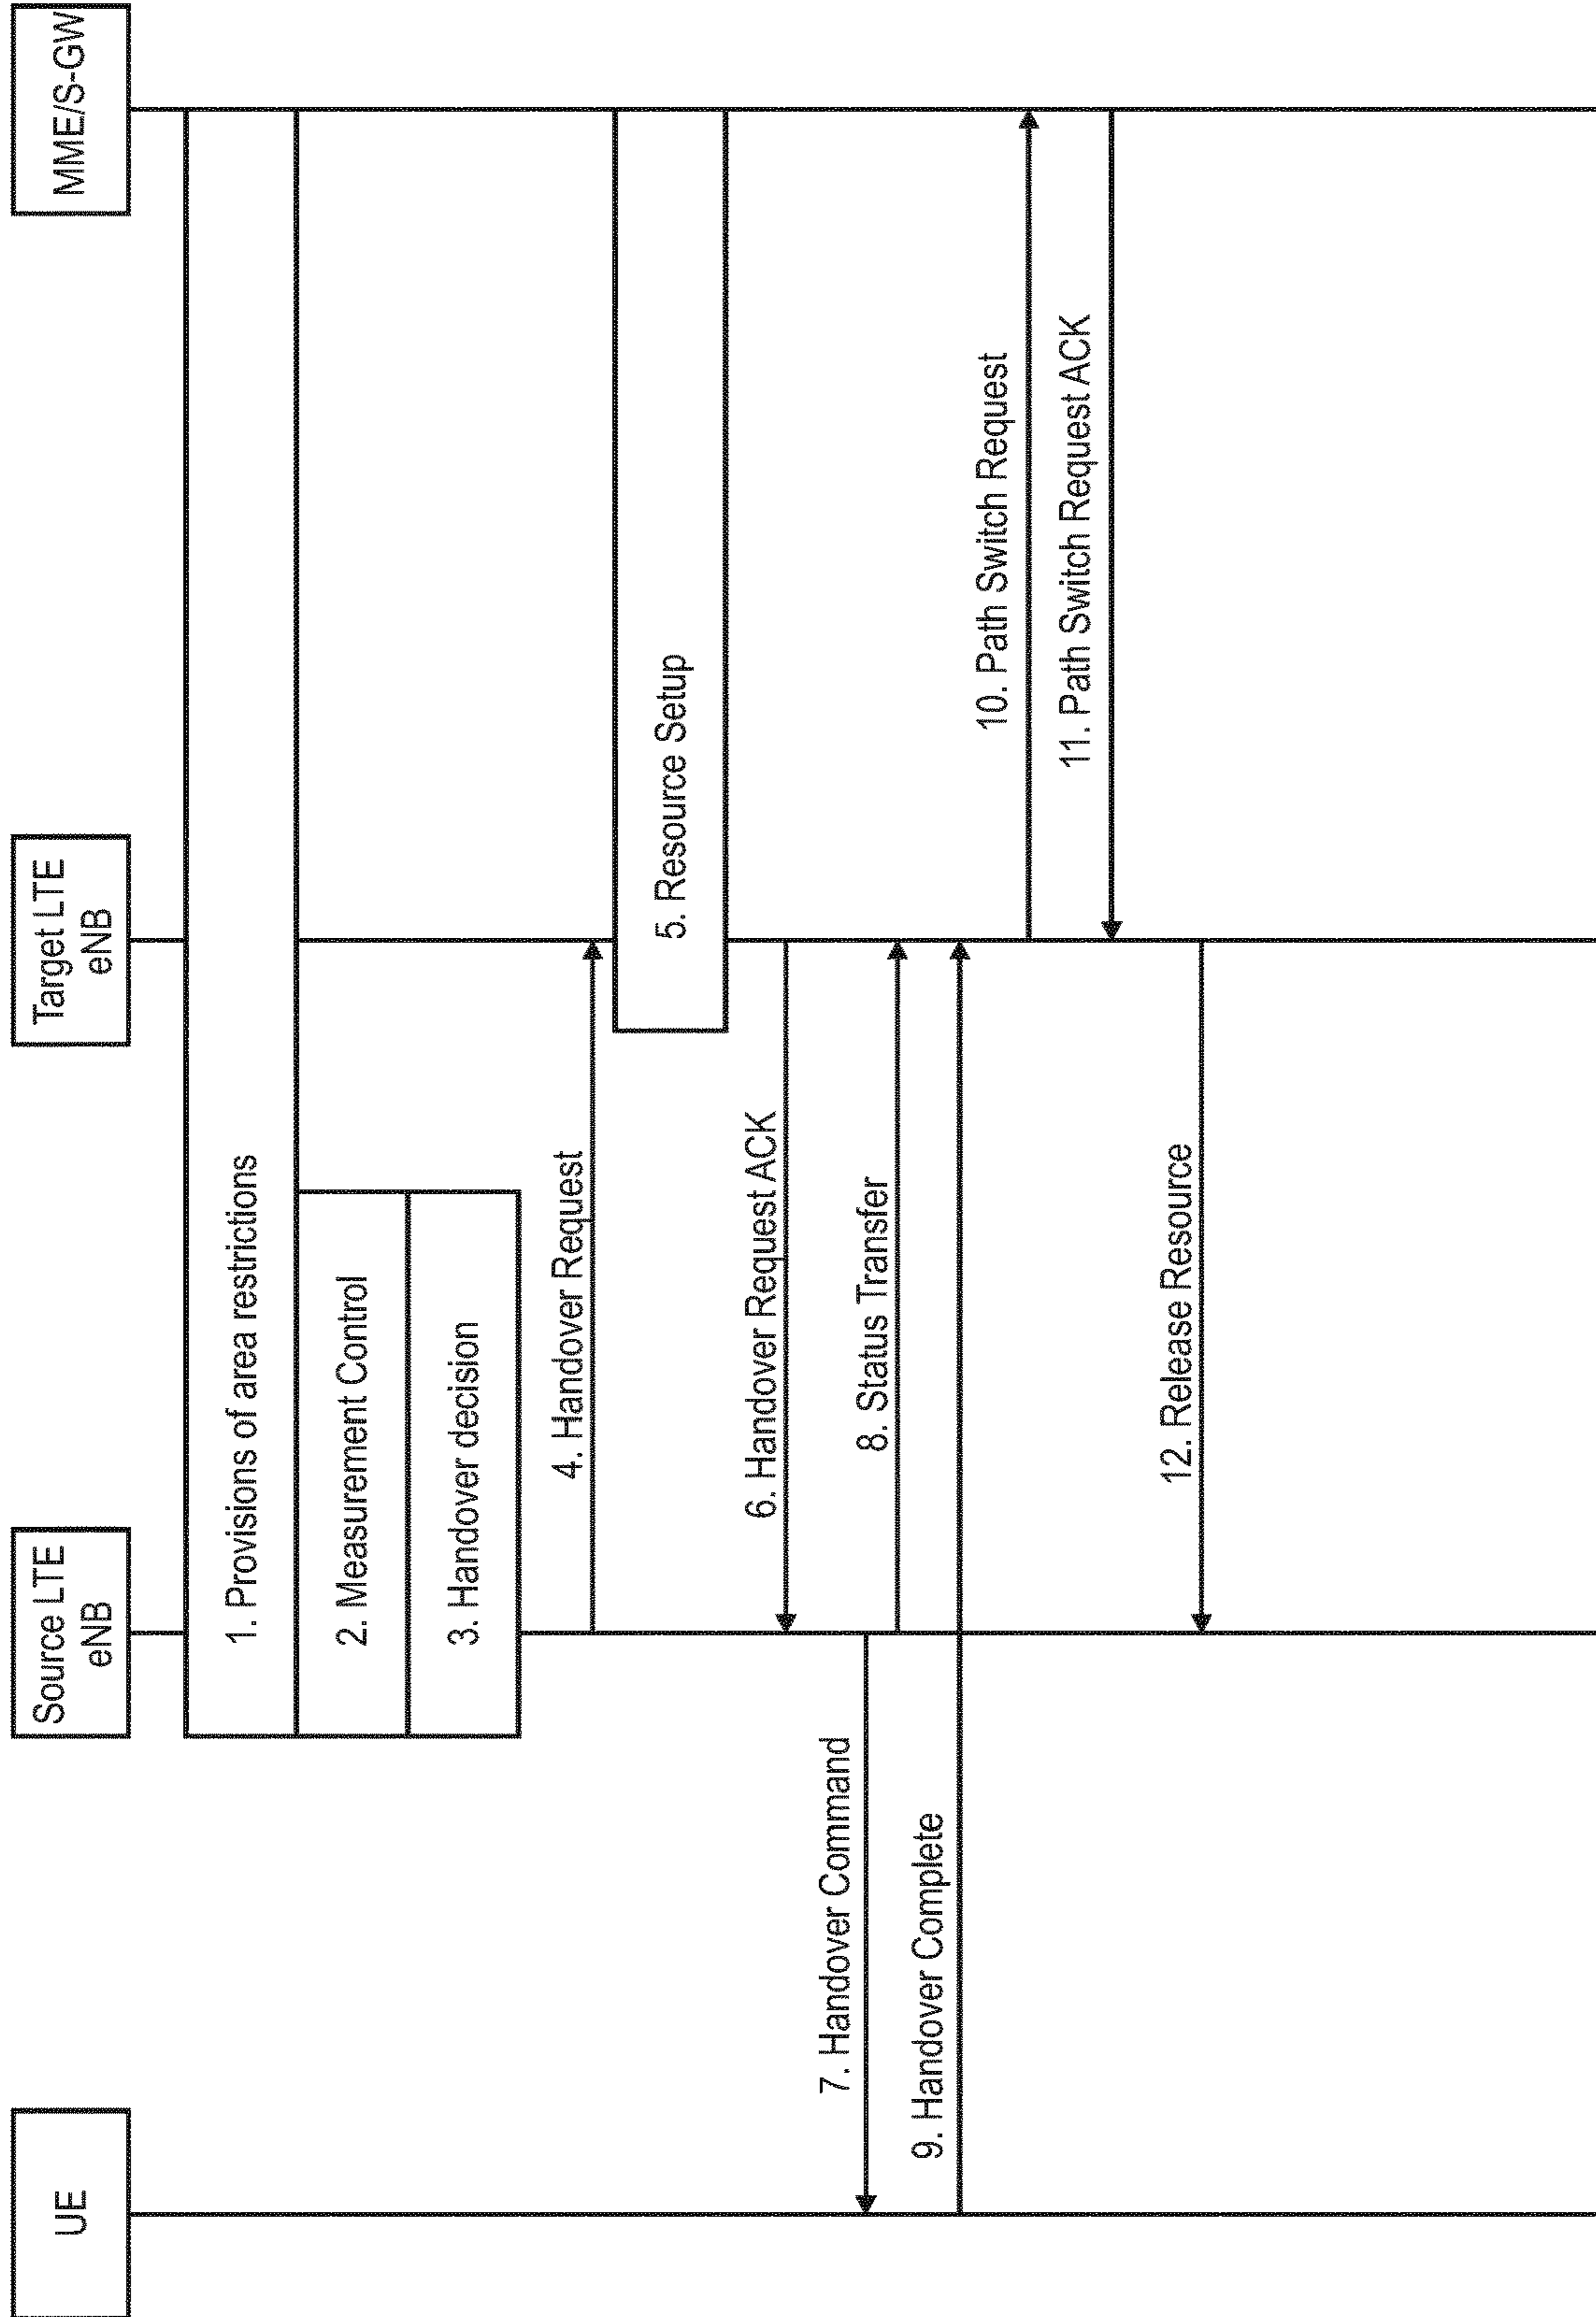 UE
Source LTE
eNB
Target LTE
eNB
MME/S-GW
1. Provisions of area restrictions
2. Measurement Control
3. Handover decision
4. Handover Request
5. Resource Setup
6. Handover Request ACK
7. Handover Command
8. Status Transfer
9. Handover Complete
10. Path Switch Request
11. Path Switch Request ACK
12. Release Resource